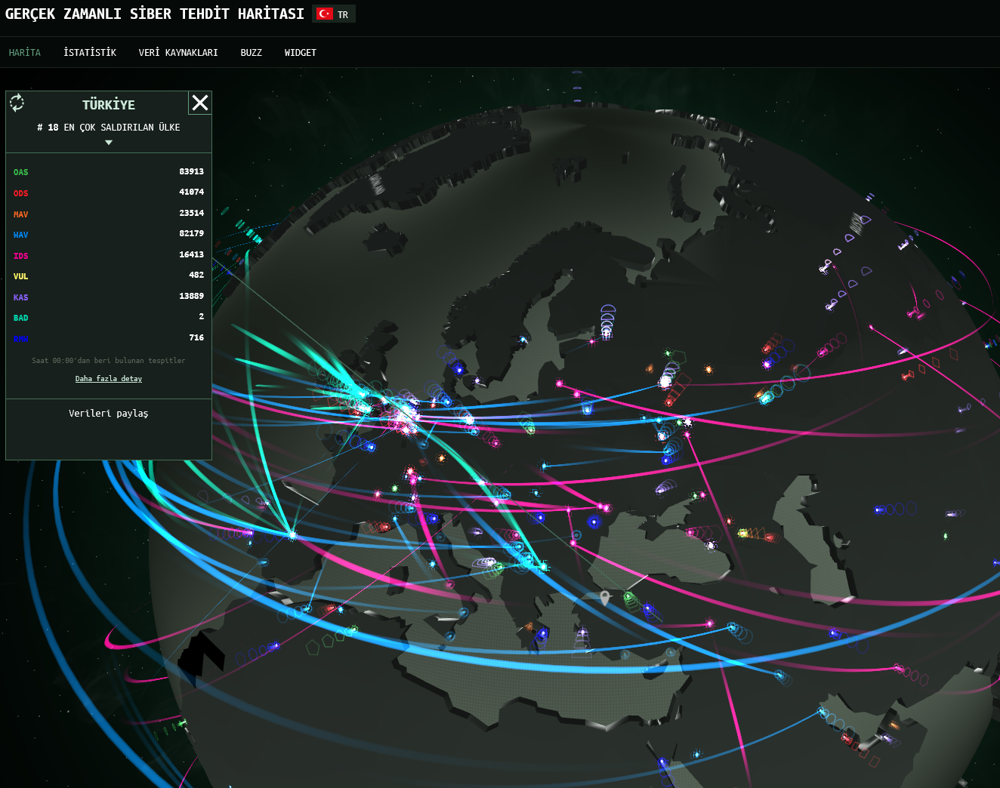 GERÇEK ZAMANLI SİBER TEHDİT HARİTASI TR
HARİTA İSTATİSTİK VERİ KAYNAKLARI BUZZ WIDGET
TÜRKİYE
# 18 EN ÇOK SALDIRILAN ÜLKE
OAS 83913
ODS 41074
MAV 23514
WAV 82179
IDS 16413
VUL 482
KAS 13889
BAD 2
RMW 716
Saat 00:00'dan beri bulunan tespitler
Daha fazla detay
Verileri paylaş